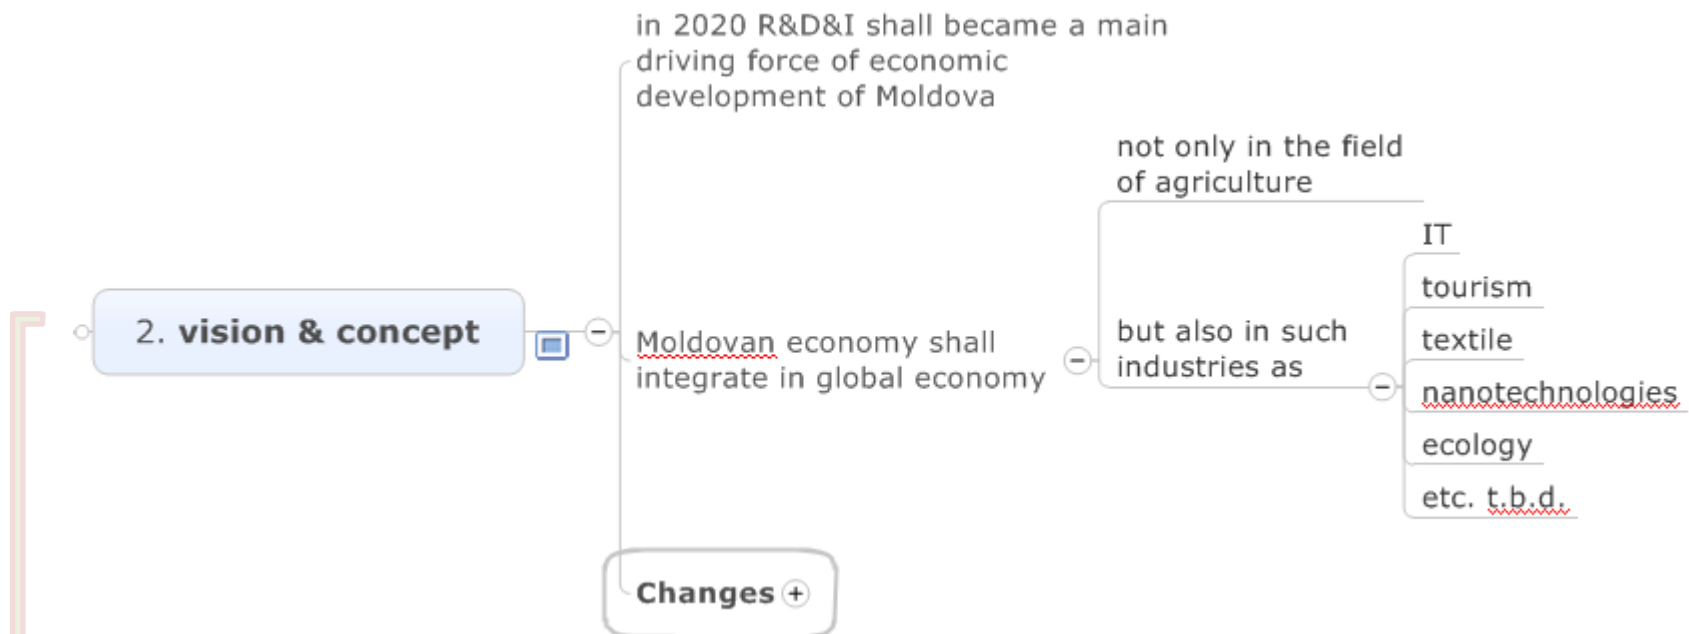 in 2020 R&D&I shall became a main
driving force of economic
development of Moldova
not only in the field
of agriculture
IT
tourism
2. vision & concept
but also in such
industries as
Moldovan economy shall
integrate in global economy
textile
nanotechnologies
ecology
etc. t.b.d.
Changes